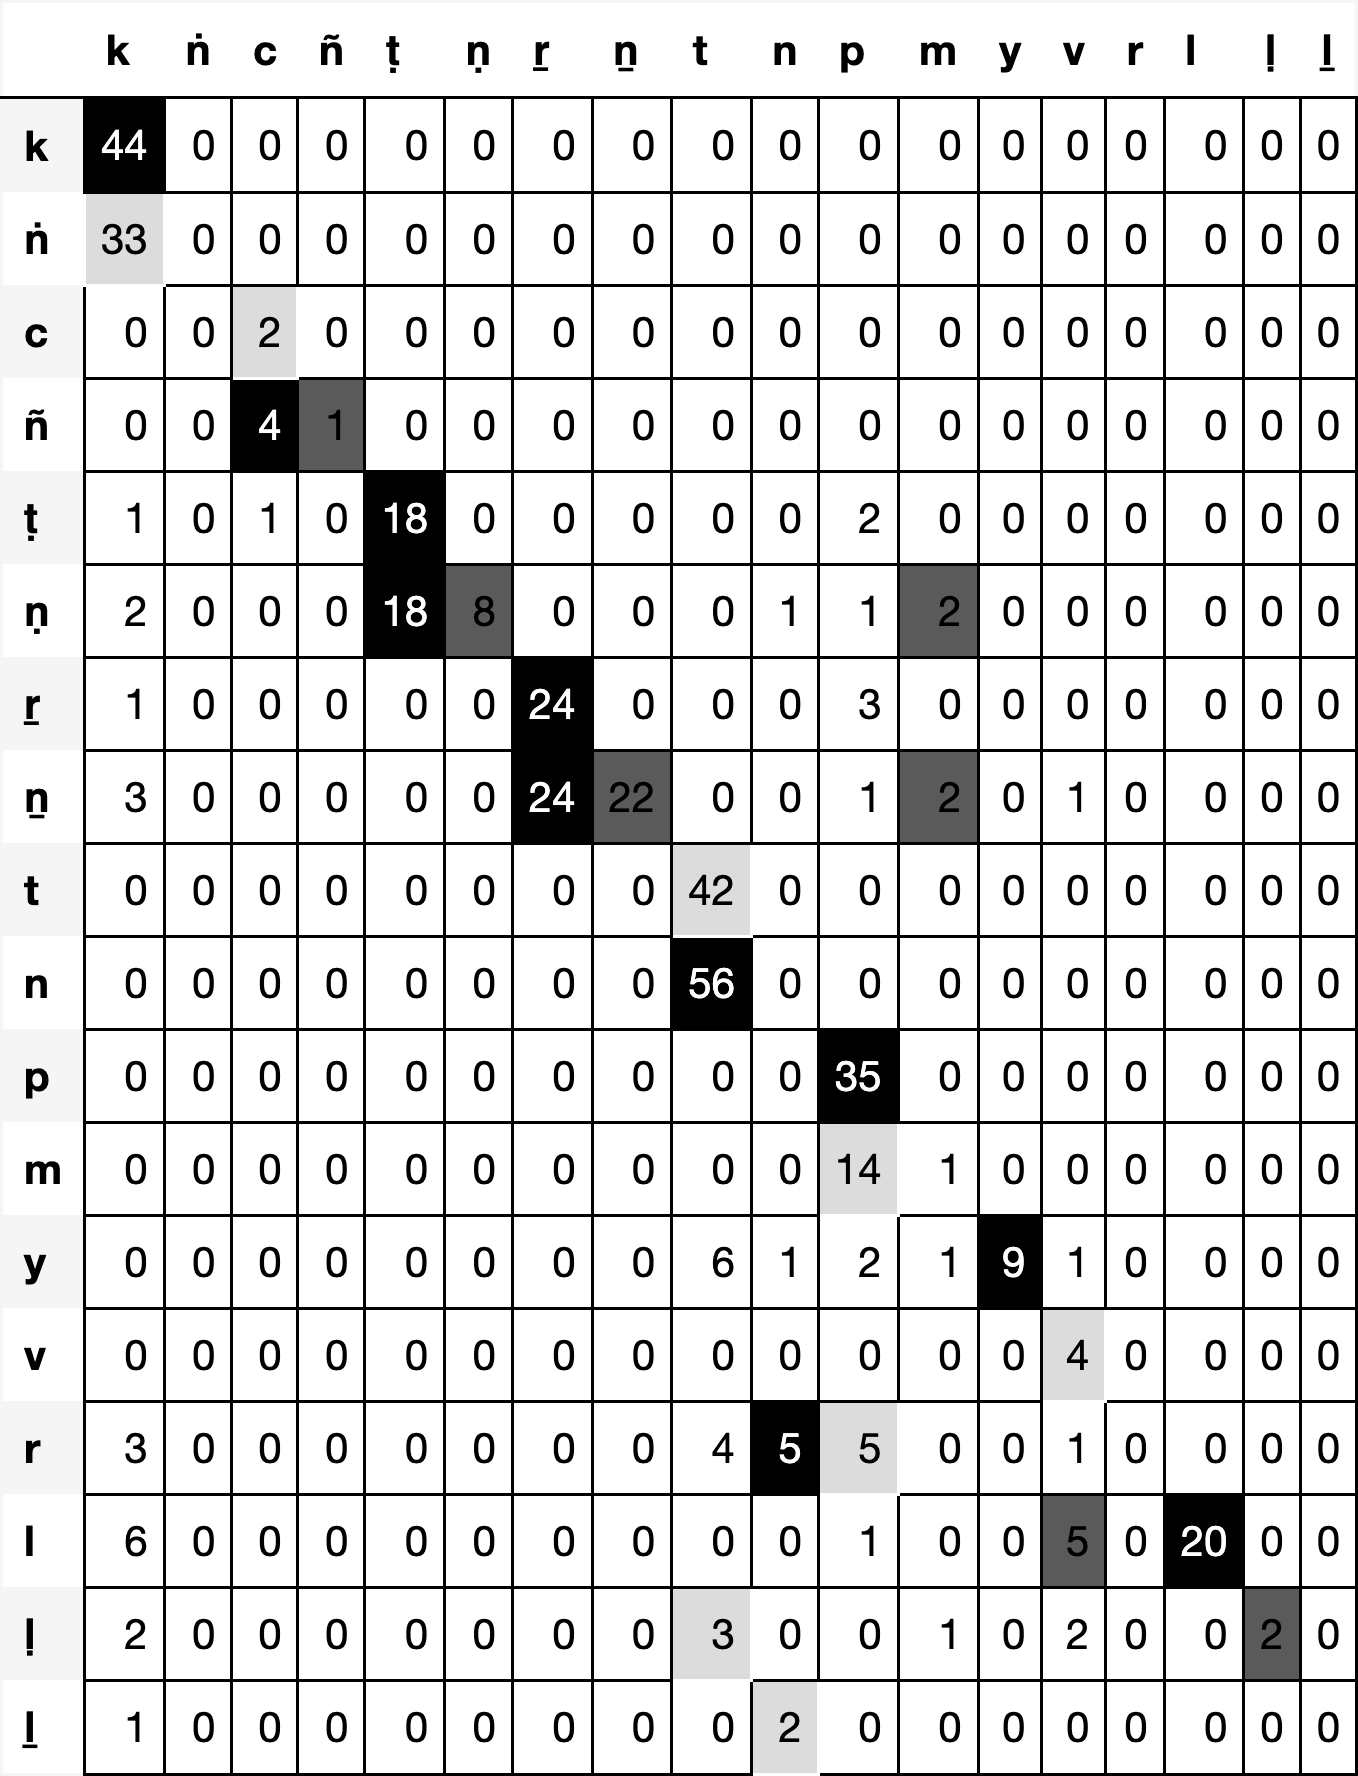 k ṅ c ñ ṭ ṇ ṟ ṉ t n p m y v r l ḷ ḻ
k 44 0 0 0 0 0 0 0 0 0 0 0 0 0 0 0 0 0
ṅ 33 0 0 0 0 0 0 0 0 0 0 0 0 0 0 0 0 0
c 0 0 2 0 0 0 0 0 0 0 0 0 0 0 0 0 0 0
ñ 0 0 4 1 0 0 0 0 0 0 0 0 0 0 0 0 0 0
ṭ 1 0 1 0 18 0 0 0 0 0 2 0 0 0 0 0 0 0
ṇ 2 0 0 0 18 8 0 0 0 1 1 2 0 0 0 0 0 0
ṟ 1 0 0 0 0 0 24 0 0 0 3 0 0 0 0 0 0 0
ṉ 3 0 0 0 0 0 24 22 0 0 1 2 0 1 0 0 0 0
t 0 0 0 0 0 0 0 0 42 0 0 0 0 0 0 0 0 0
n 0 0 0 0 0 0 0 0 56 0 0 0 0 0 0 0 0 0
p 0 0 0 0 0 0 0 0 0 0 35 0 0 0 0 0 0 0
m 0 0 0 0 0 0 0 0 0 0 14 1 0 0 0 0 0 0
y 0 0 0 0 0 0 0 0 6 1 2 1 9 1 0 0 0 0
v 0 0 0 0 0 0 0 0 0 0 0 0 0 4 0 0 0 0
r 3 0 0 0 0 0 0 0 4 5 5 0 0 1 0 0 0 0
l 6 0 0 0 0 0 0 0 0 0 1 0 0 5 0 20 0 0
ḷ 2 0 0 0 0 0 0 0 3 0 0 1 0 2 0 0 2 0
ḻ 1 0 0 0 0 0 0 0 0 2 0 0 0 0 0 0 0 0